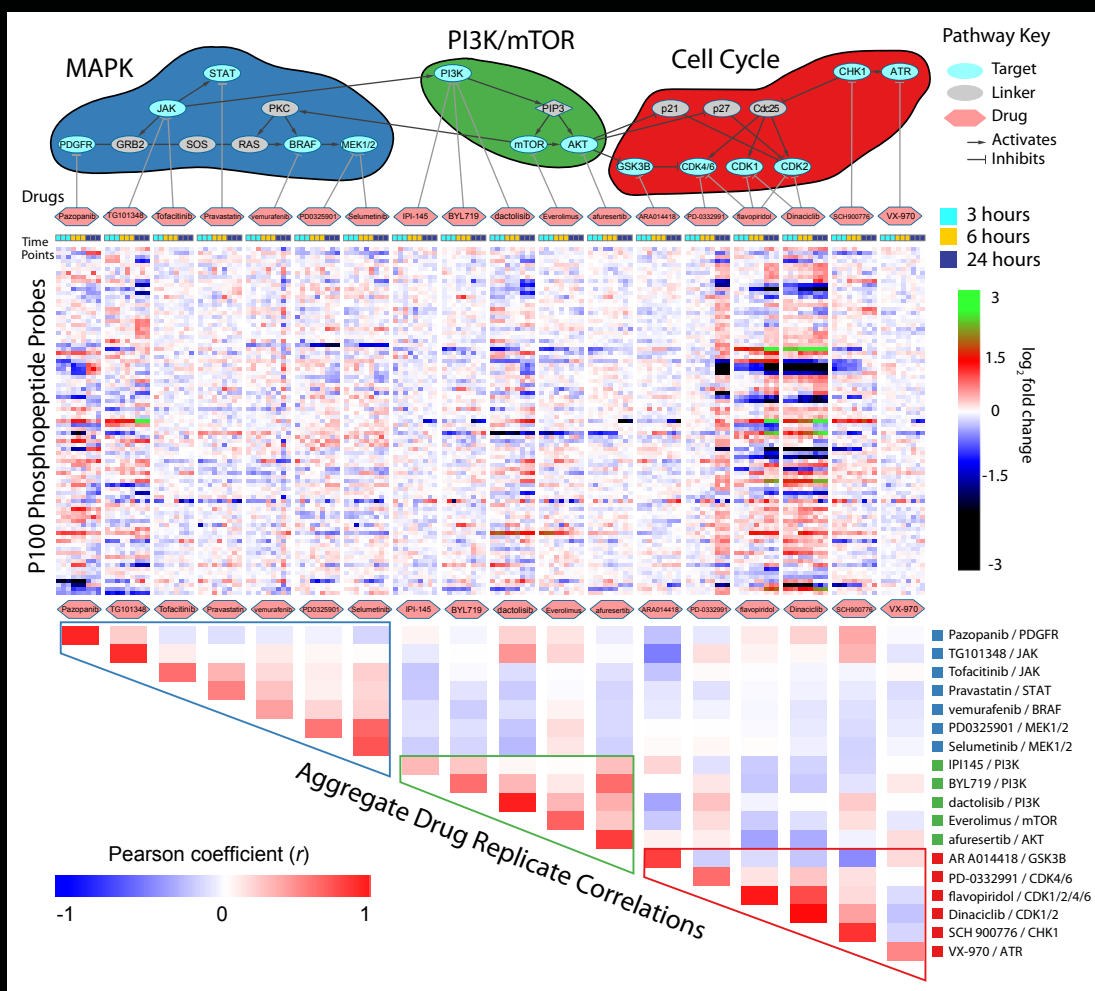 MAPK
PI3K/mTOR
Cell Cycle
Pathway Key
Target
Linker
Drug
Activates
Inhibits
STAT
JAK
PKC
PDGFR
GRB2
SOS
RAS
BRAF
MEK1/2
PI3K
PIP3
mTOR
AKT
CHK1
ATR
p21
p27
Cdc25
GSK3B
CDK4/6
CDK1
CDK2
Drugs
Pazopanib
TG101348
Tofacitinib
Pravastatin
vemurafenib
PD0325901
Selumetinib
IPI-145
BYL719
dactolisib
Everolimus
afuresertib
ARA014418
PD-0332991
flavopiridol
Dinaciclib
SCH900776
VX-970
Time
Points
3 hours
6 hours
24 hours
P100 Phosphopeptide Probes
3
1.5
0
-1.5
-3
log2 fold change
Pazopanib
TG101348
Tofacitinib
Pravastatin
vemurafenib
PD0325901
Selumetinib
IPI-145
BYL719
dactolisib
Everolimus
afuresertib
ARA014418
PD-0332991
flavopiridol
Dinaciclib
SCH900776
VX-970
Pazopanib / PDGFR
TG101348 / JAK
Tofacitinib / JAK
Pravastatin / STAT
vemurafenib / BRAF
PD0325901 / MEK1/2
Selumetinib / MEK1/2
IPI145 / PI3K
BYL719 / PI3K
dactolisib / PI3K
Everolimus / mTOR
afuresertib / AKT
AR A014418 / GSK3B
PD-0332991 / CDK4/6
flavopiridol / CDK1/2/4/6
Dinaciclib / CDK1/2
SCH 900776 / CHK1
VX-970 / ATR
Aggregate Drug Replicate Correlations
Pearson coefficient (r)
-1
0
1